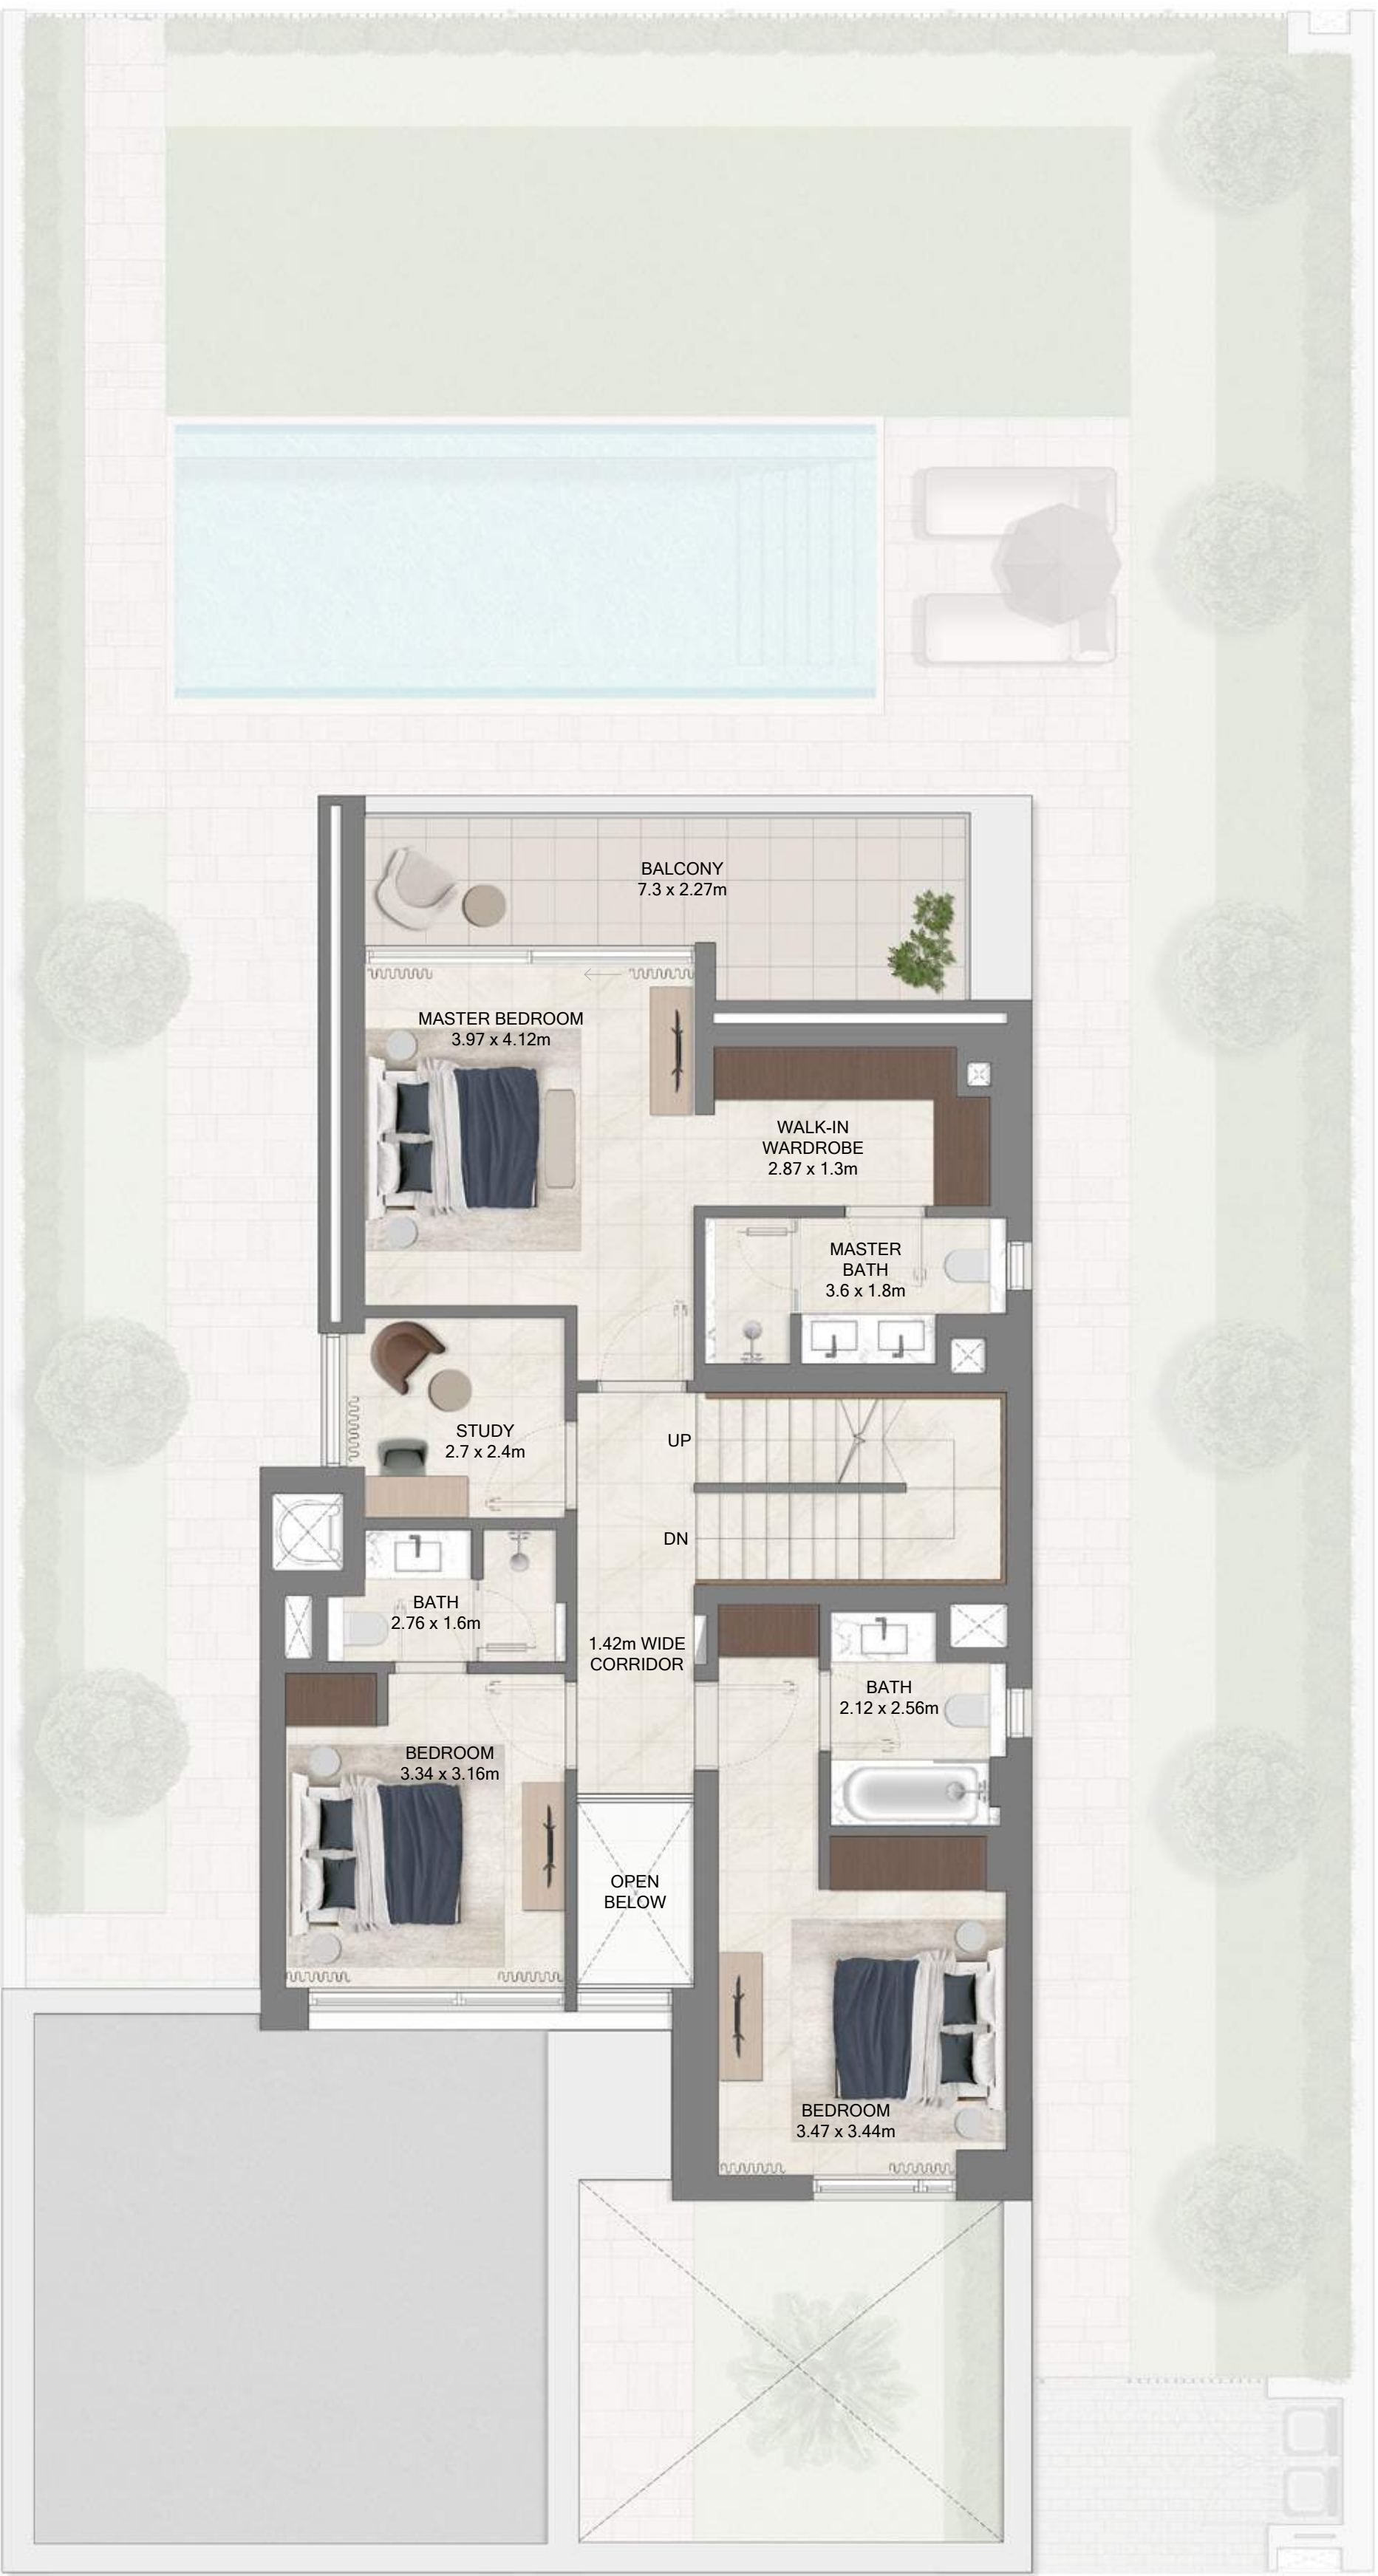 BALCONY
7.3 x 2.27m
MASTER BEDROOM
3.97 x 4.12m
WALK-IN
WARDROBE
2.87 x 1.3m
MASTER
BATH
3.6 x 1.8m
STUDY
2.7 x 2.4m
UP
DN
BATH
2.76 x 1.6m
1.42m WIDE
CORRIDOR
BATH
2.12 x 2.56m
BEDROOM
3.34 x 3.16m
OPEN
BELOW
BEDROOM
3.47 x 3.44m